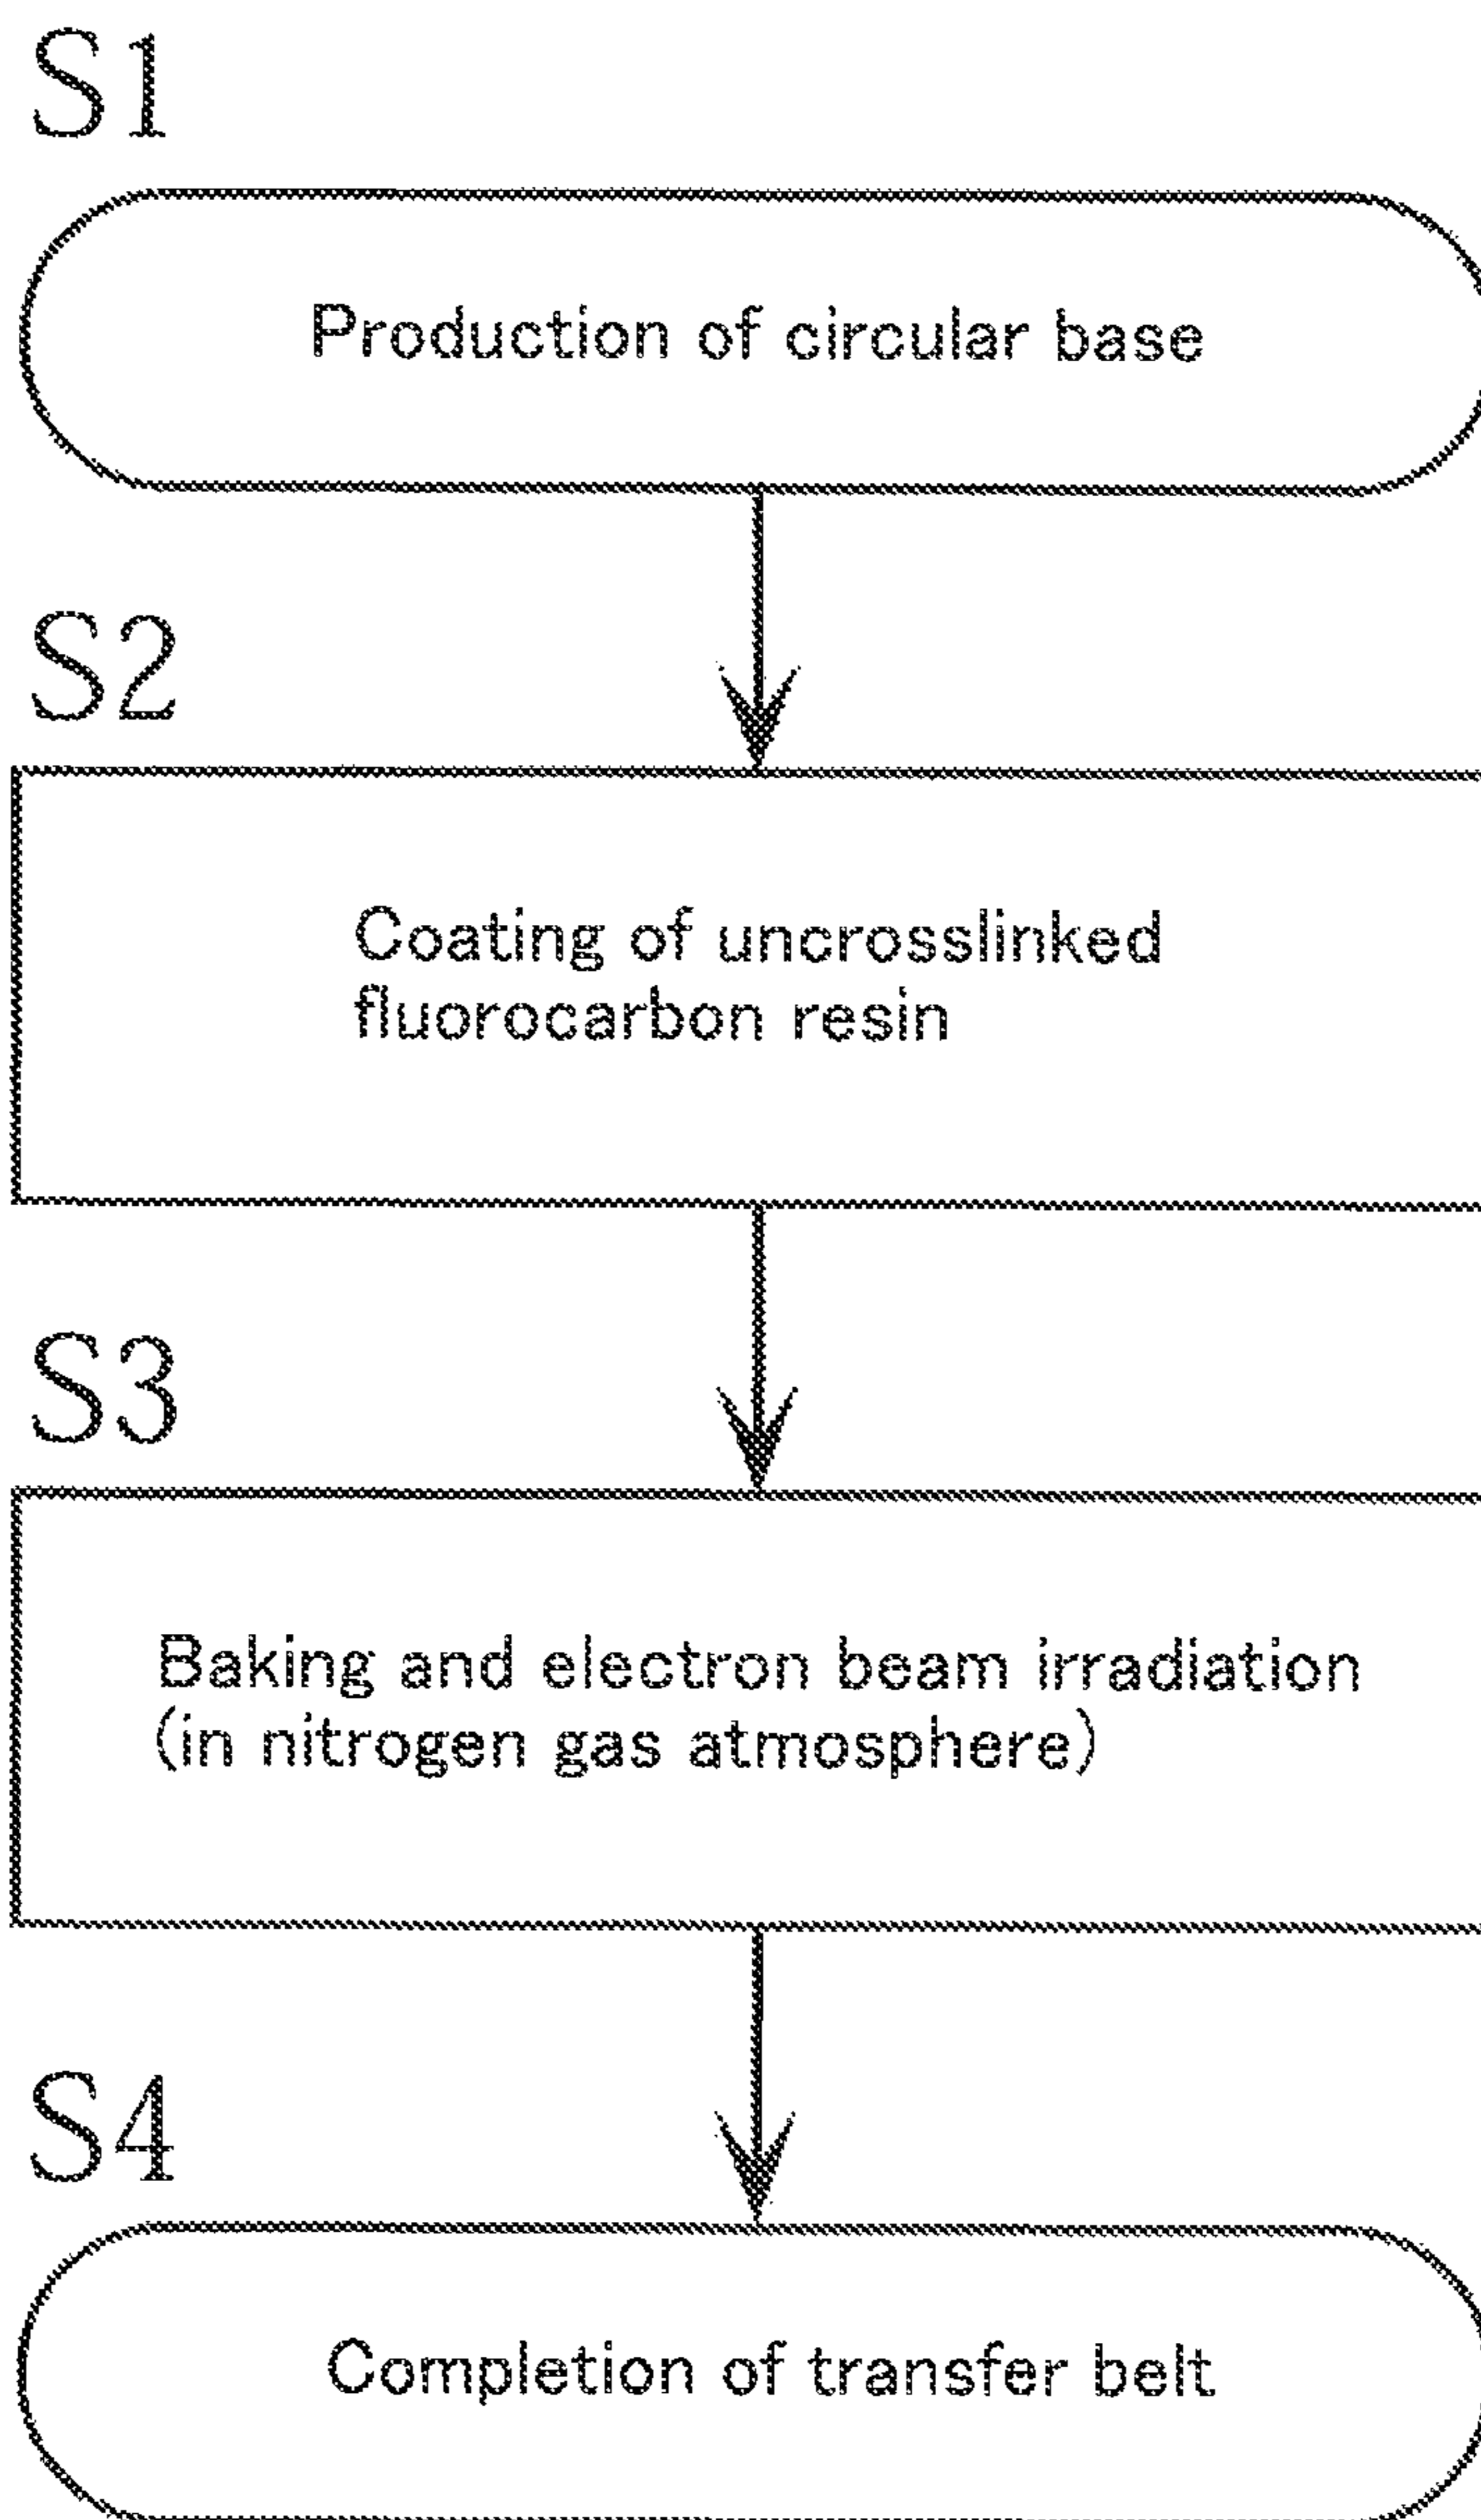 S1
Production of circular base
S2
Coating of uncrosslinked
fluorocarbon resin
S3
Baking and electron beam irradiation
(in nitrogen gas atmosphere)
S4
Completion of transfer belt